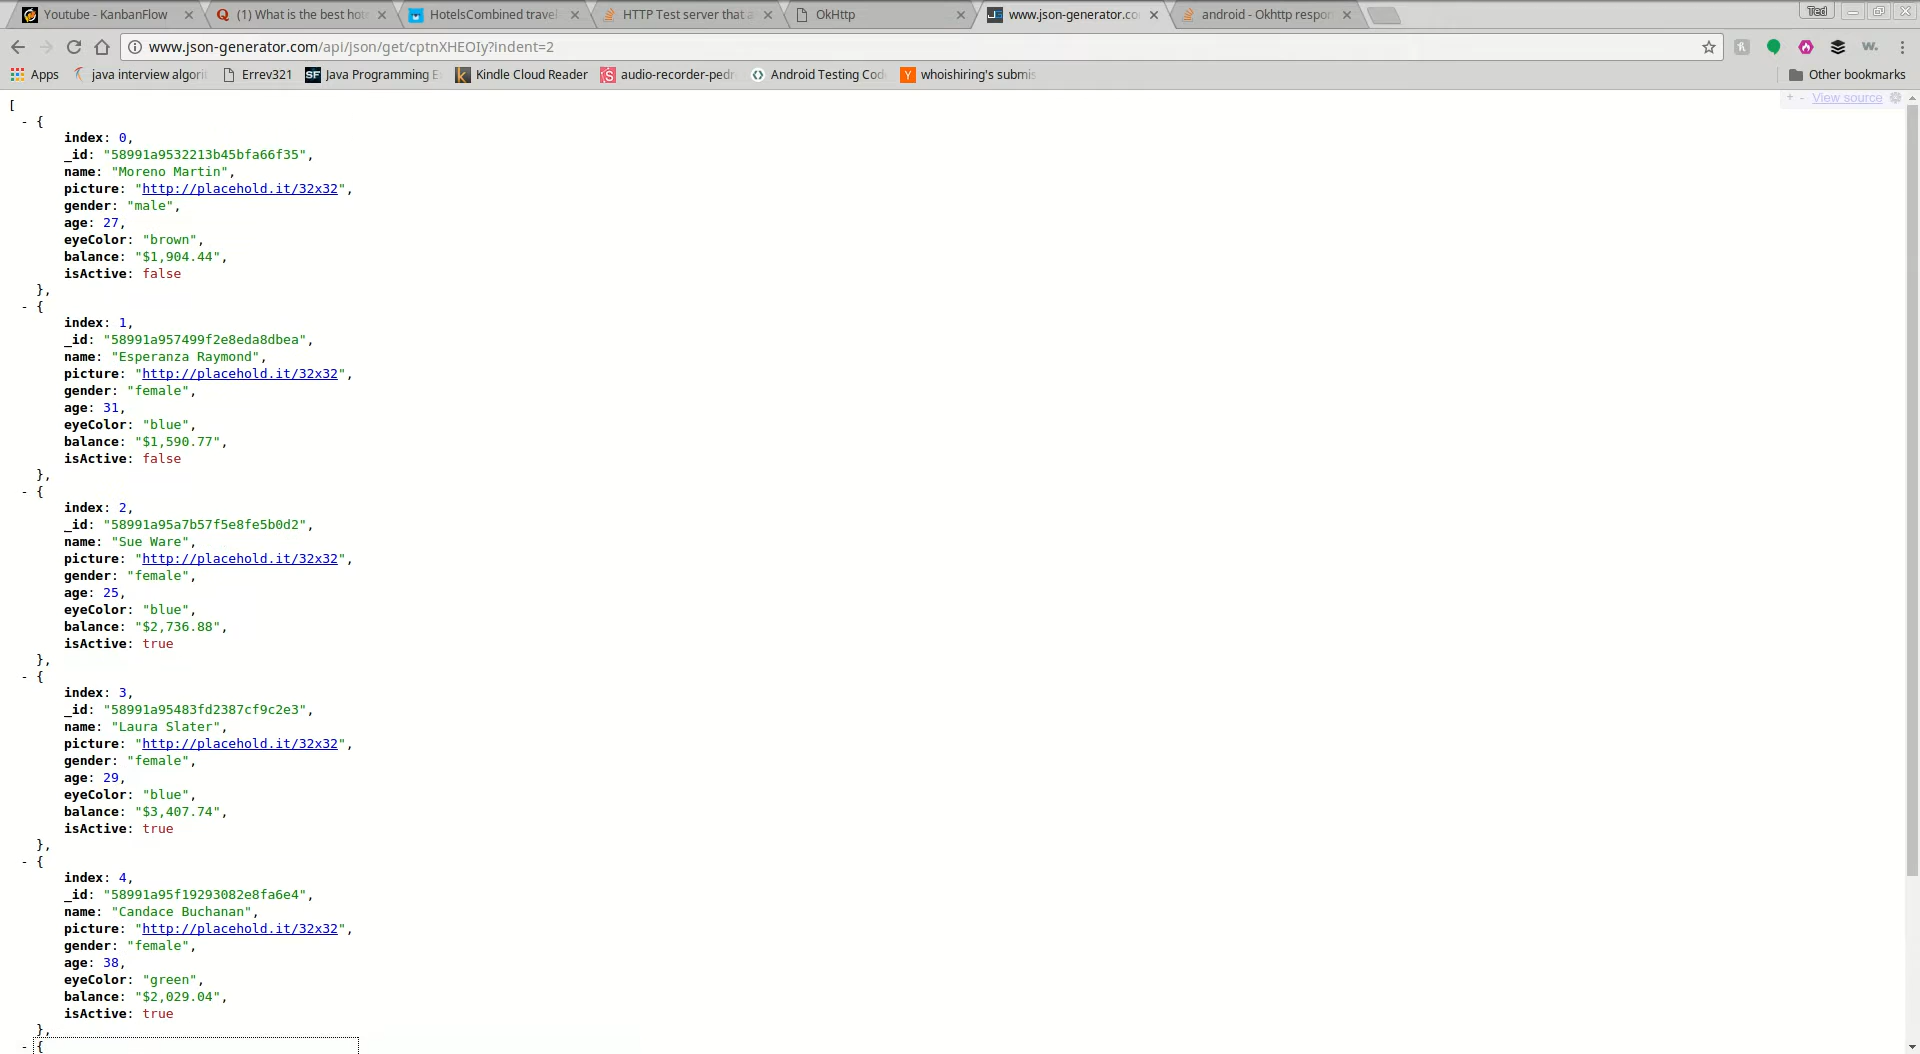 Youtube - KanbanFlow
(1) What is the best hot
HotelsCombined travel
HTTP Test server that a
OkHttp
www.json-generator.co
android - Okhttp respon
Ted
www.json-generator.com/api/json/get/cptnXHEOIy?indent=2
Apps
java interview algori
Errev321
Java Programming E
Kindle Cloud Reader
audio-recorder-pedr
Android Testing Cod
whoishiring's submis
Other bookmarks
+ - View source
[
- {
index: 0,
_id: "58991a9532213b45bfa66f35",
name: "Moreno Martin",
picture: "http://placehold.it/32x32",
gender: "male",
age: 27,
eyeColor: "brown",
balance: "$1,904.44",
isActive: false
},
- {
index: 1,
_id: "58991a957499f2e8eda8dbea",
name: "Esperanza Raymond",
picture: "http://placehold.it/32x32",
gender: "female",
age: 31,
eyeColor: "blue",
balance: "$1,590.77",
isActive: false
},
- {
index: 2,
_id: "58991a95a7b57f5e8fe5b0d2",
name: "Sue Ware",
picture: "http://placehold.it/32x32",
gender: "female",
age: 25,
eyeColor: "blue",
balance: "$2,736.88",
isActive: true
},
- {
index: 3,
_id: "58991a95483fd2387cf9c2e3",
name: "Laura Slater",
picture: "http://placehold.it/32x32",
gender: "female",
age: 29,
eyeColor: "blue",
balance: "$3,407.74",
isActive: true
},
- {
index: 4,
_id: "58991a95f19293082e8fa6e4",
name: "Candace Buchanan",
picture: "http://placehold.it/32x32",
gender: "female",
age: 38,
eyeColor: "green",
balance: "$2,029.04",
isActive: true
},
- {